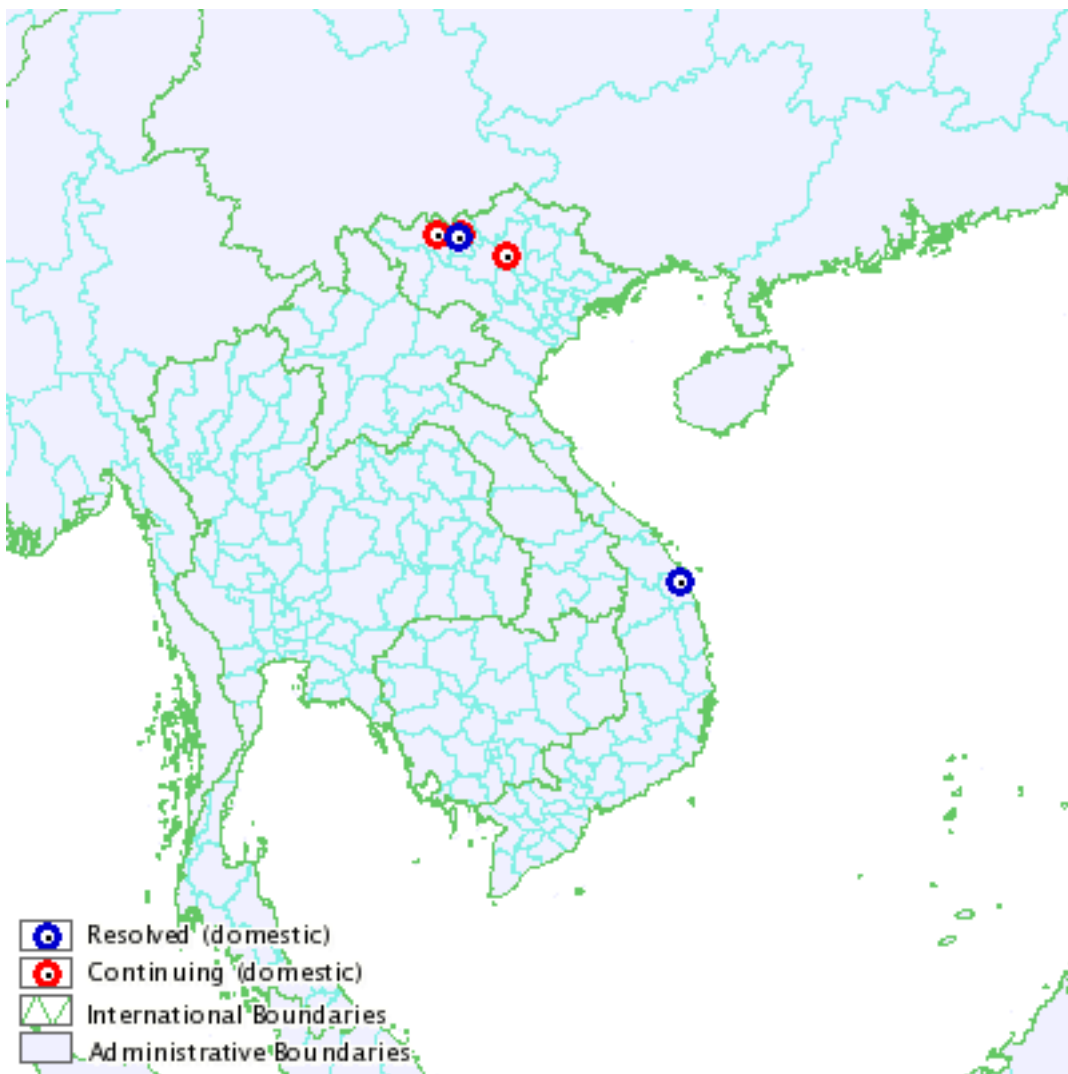 Resolved (domestic)
Continuing (domestic)
International Boundaries
Administrative Boundaries